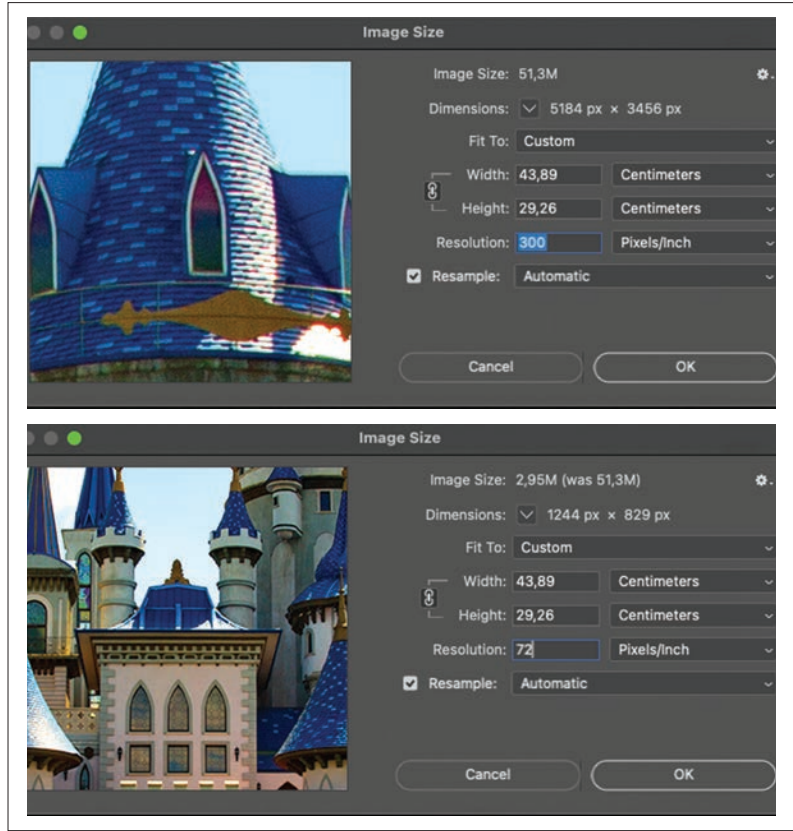 Image Size
Image Size: 51,3M
Dimensions: 5184 px × 3456 px
Fit To: Custom
Width: 43,89 Centimeters
Height: 29,26 Centimeters
Resolution: 300 Pixels/Inch
Resample: Automatic
Cancel OK
Image Size
Image Size: 2,95M (was 51,3M)
Dimensions: 1244 px × 829 px
Fit To: Custom
Width: 43,89 Centimeters
Height: 29,26 Centimeters
Resolution: 72 Pixels/Inch
Resample: Automatic
Cancel OK